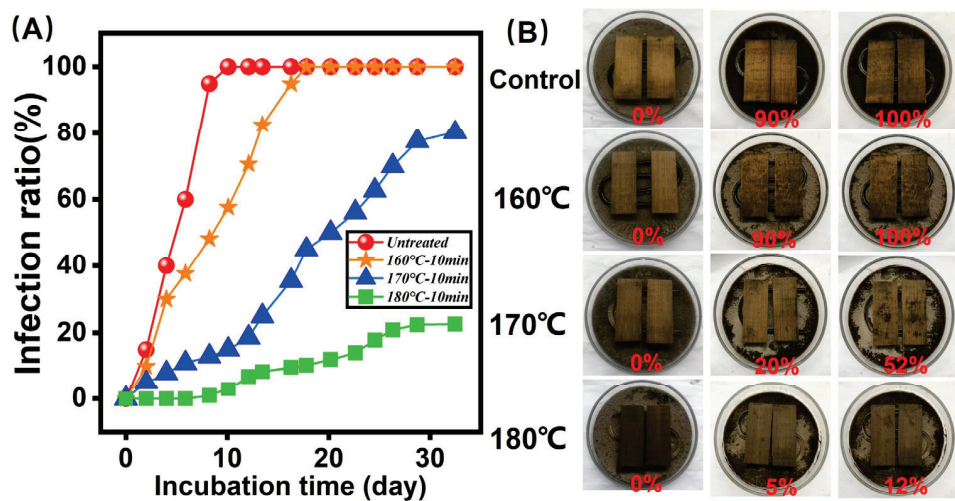 (A)
Infection ratio(%)
100
80
60
40
20
0
0
10
20
30
Incubation time (day)
Untreated
160°C-10min
170°C-10min
180°C-10min
(B)
Control
0%
90%
100%
160℃
0%
90%
100%
170℃
0%
20%
52%
180℃
0%
5%
12%